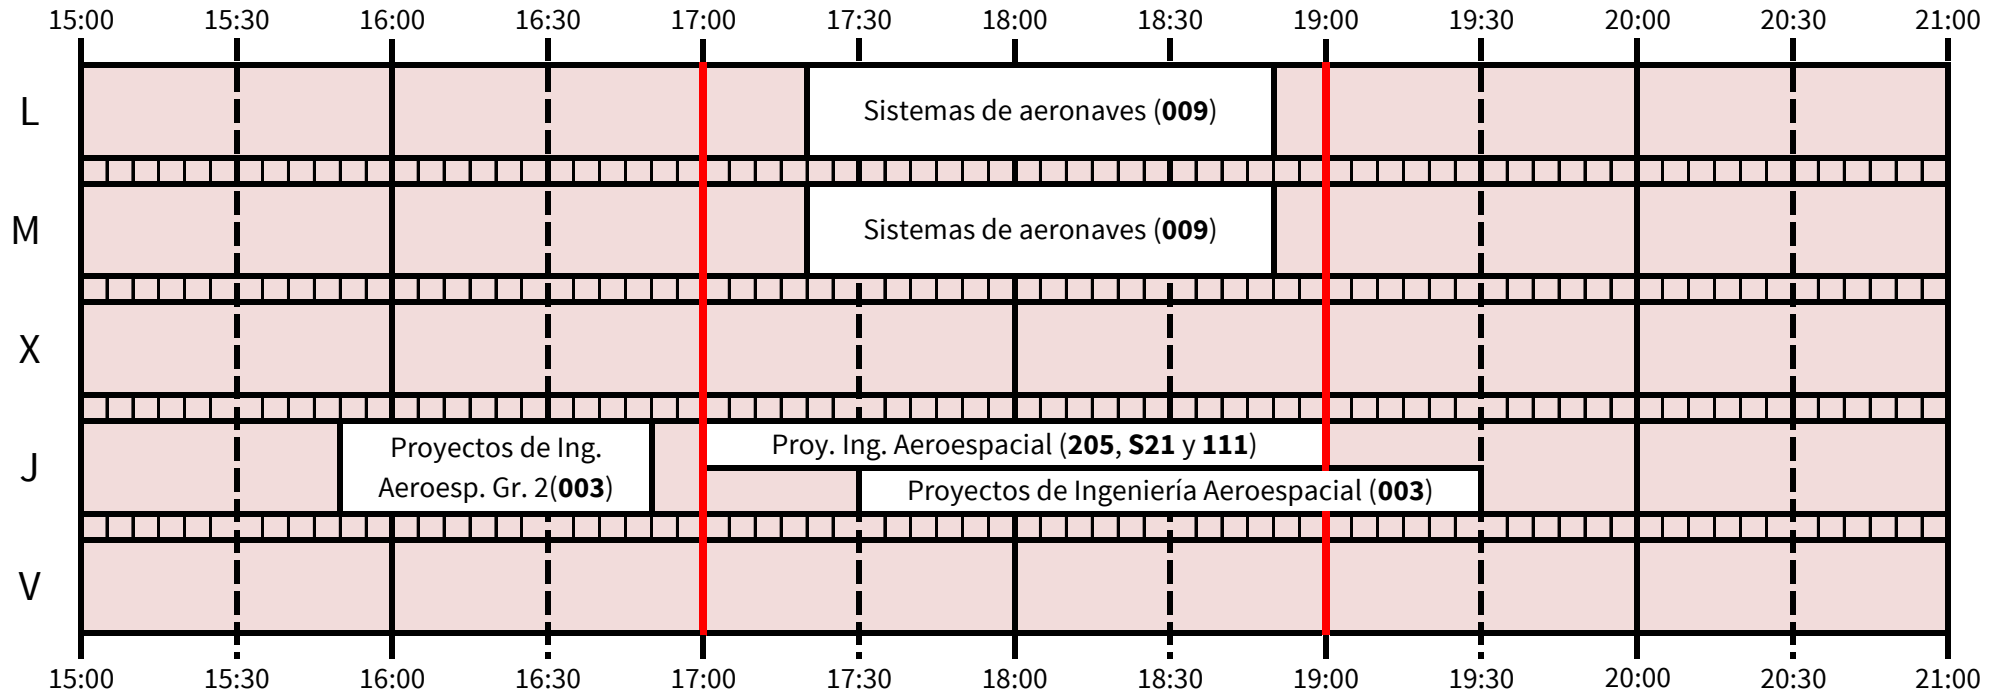 15:00 15:30 16:00 16:30 17:00 17:30 18:00 18:30 19:00 19:30 20:00 20:30 21:00
L Sistemas de aeronaves (009)
M Sistemas de aeronaves (009)
X
J
Proyectos de Ing.
Aeroesp. Gr. 2(003)
Proy. Ing. Aeroespacial (205, S21 y 111)
Proyectos de Ingeniería Aeroespacial (003)
V
15:00 15:30 16:00 16:30 17:00 17:30 18:00 18:30 19:00 19:30 20:00 20:30 21:00